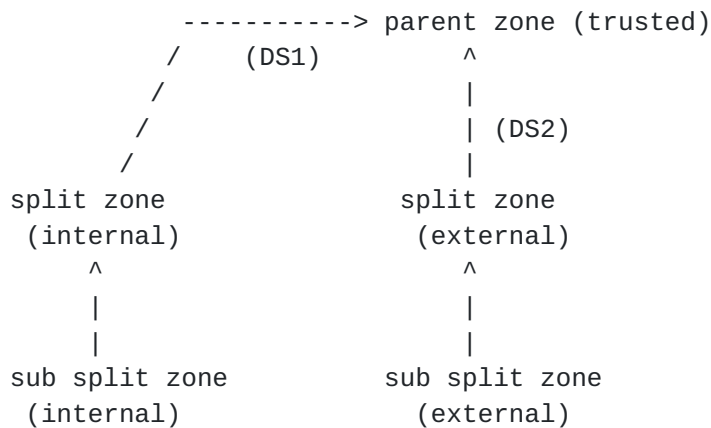 -----------> parent zone (trusted)
/ (DS1) ^
/ |
/ | (DS2)
/ |
split zone split zone
(internal) (external)
^ ^
| |
| |
sub split zone sub split zone
(internal) (external)